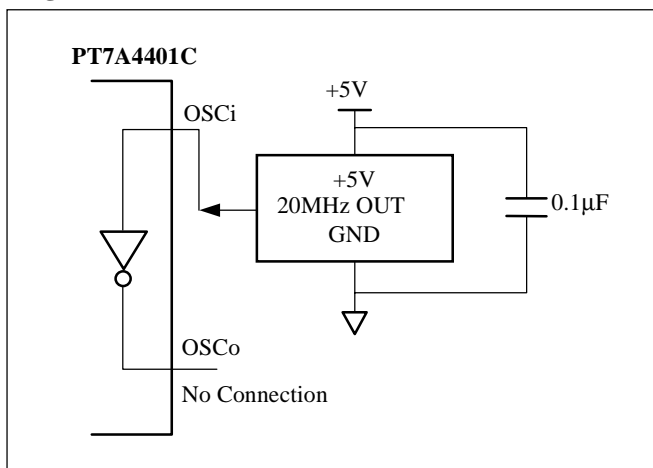 PT7A4401C
OSCi
+5V
+5V
20MHz OUT
GND
0.1µF
OSCo
No Connection